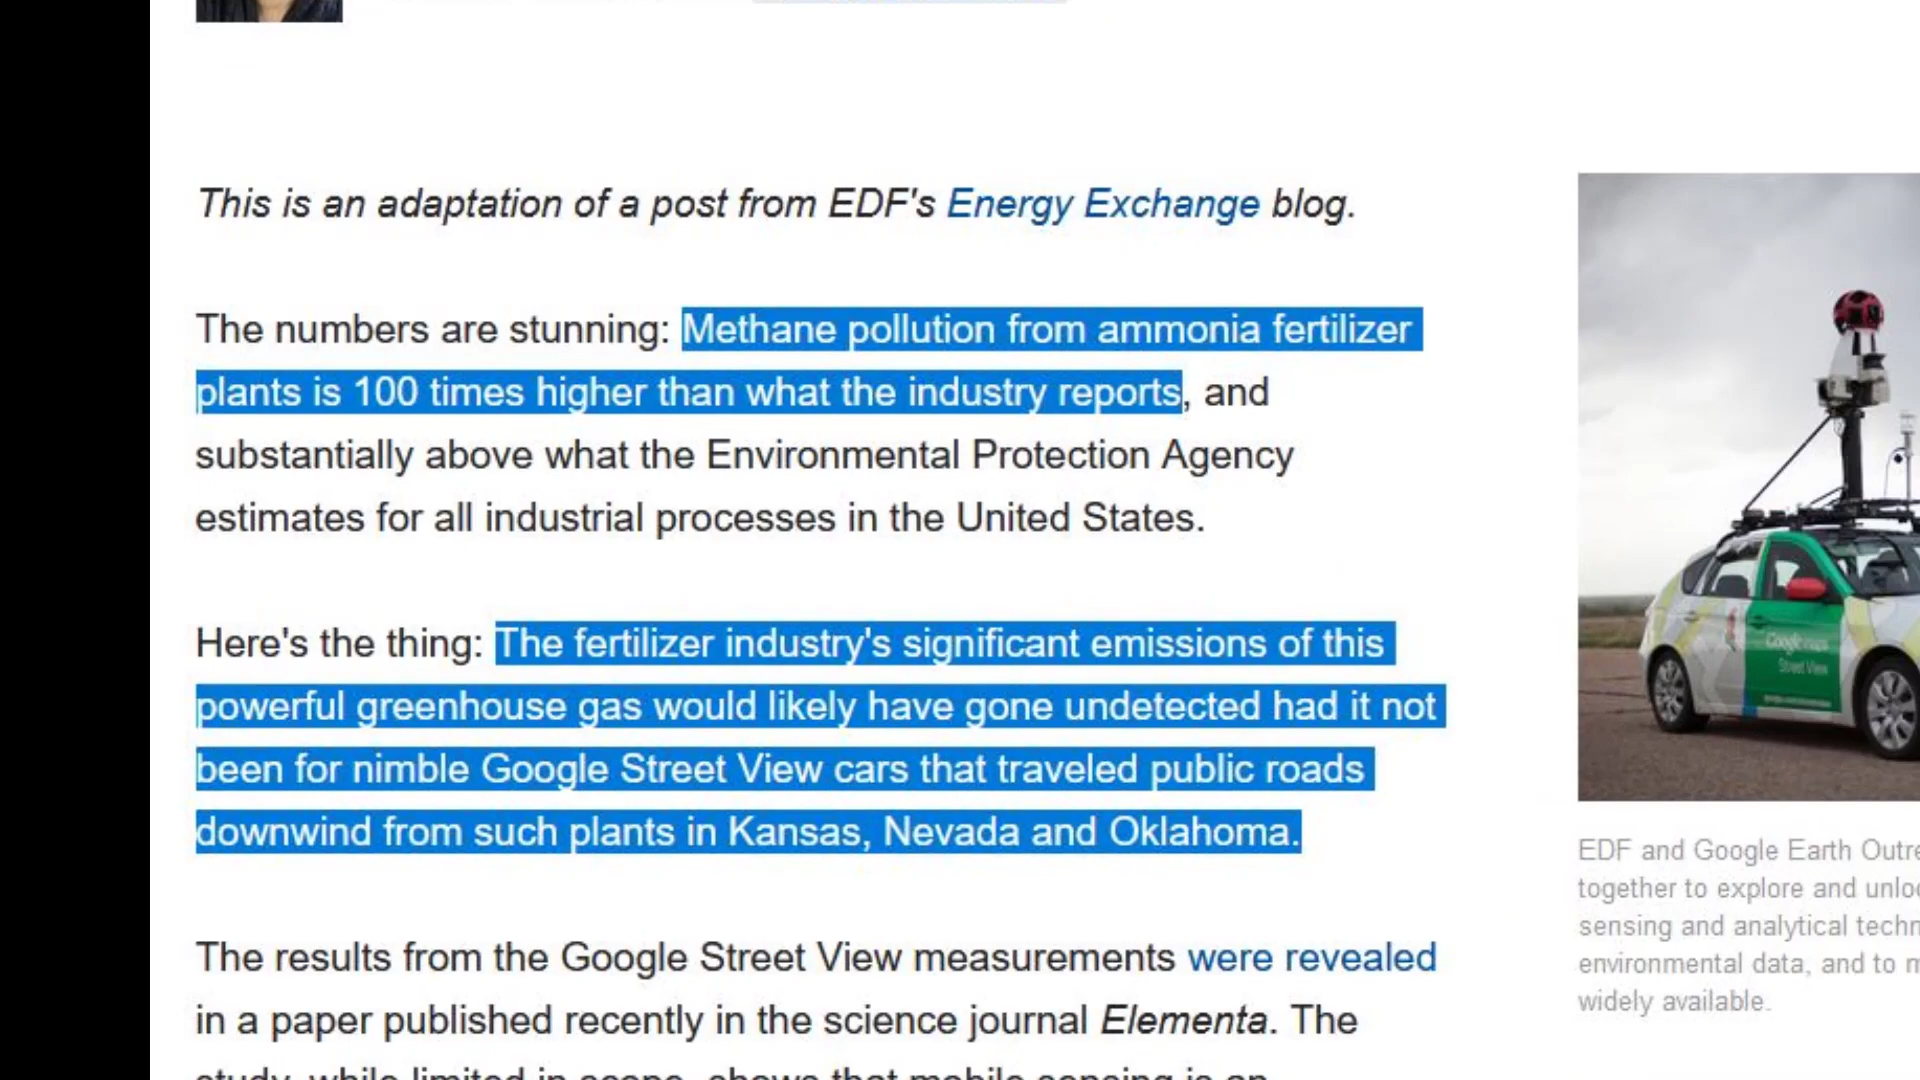 This is an adaptation of a post from EDF's Energy Exchange blog.
The numbers are stunning: Methane pollution from ammonia fertilizer
plants is 100 times higher than what the industry reports, and
substantially above what the Environmental Protection Agency
estimates for all industrial processes in the United States.
Here's the thing: The fertilizer industry's significant emissions of this
powerful greenhouse gas would likely have gone undetected had it not
been for nimble Google Street View cars that traveled public roads
downwind from such plants in Kansas, Nevada and Oklahoma.
The results from the Google Street View measurements were revealed
in a paper published recently in the science journal Elementa. The
study, while limited in scope, shows that mobile sensing is an
Google maps
Street View
EDF and Google Earth
together to explore and
sensing and analytical
environmental data, and to
widely available.